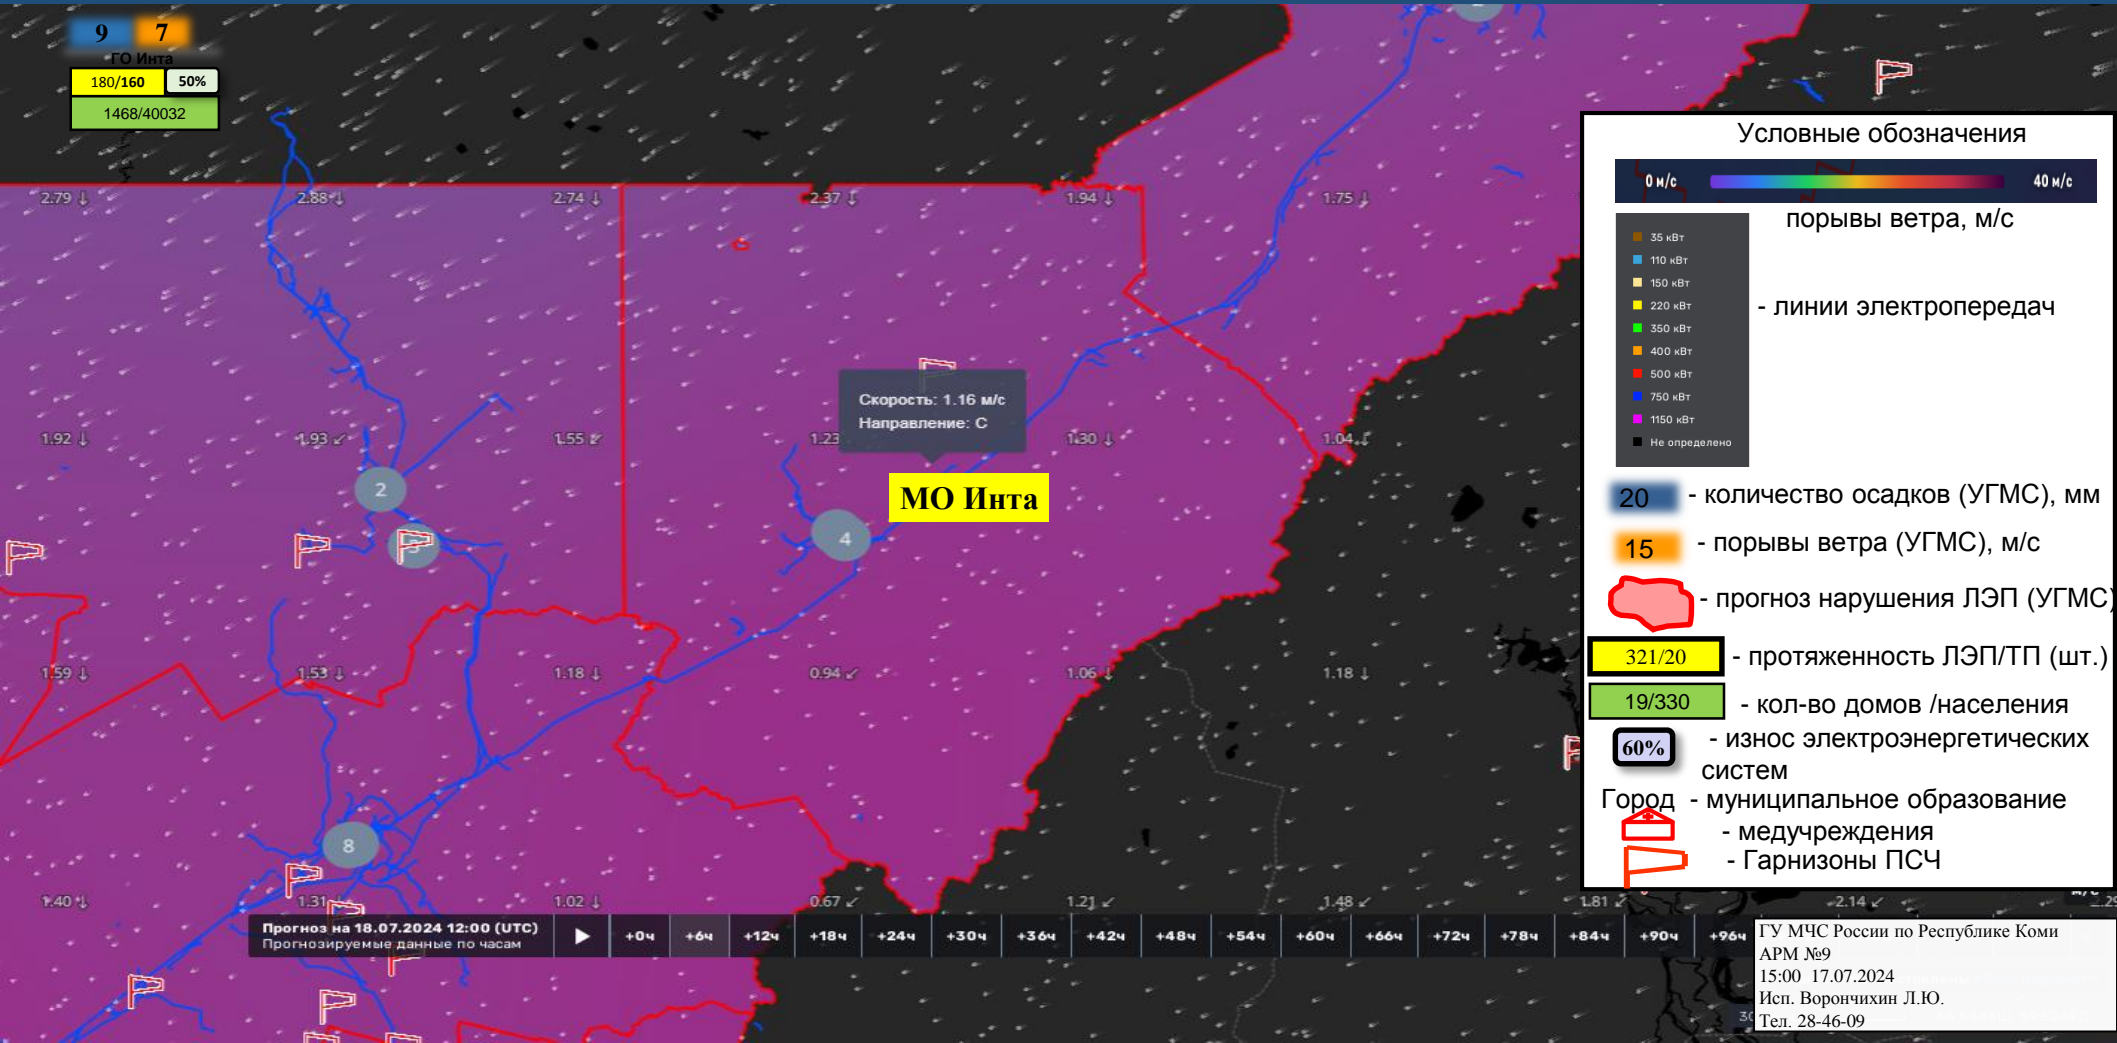 9 7
ГО Инта
180/160 50%
1468/40032
2.79 ↓ 2.88 ↓ 2.74 ↓ 2.37 ↓ 1.94 ↓ 1.75 ↓
Скорость: 1.16 м/с
Направление: С
1.92 ↓ 1.93 ↙ 1.55 ↙ 1.23 1.30 ↓ 1.04
МО Инта
2
4
1.59 ↓ 1.53 ↓ 1.18 ↓ 0.94 ↙ 1.06 ↓ 1.18 ↓
8
1.40 ↓ 1.31 1.02 ↓ 0.67 ↙ 1.21 ↙ 1.48 ↙ 1.81 2.14 ↙
Прогноз на 18.07.2024 12:00 (UTC)
Прогнозируемые данные по часам
+0ч +6ч +12ч +18ч +24ч +30ч +36ч +42ч +48ч +54ч +60ч +66ч +72ч +78ч +84ч +90ч +96ч
Условные обозначения
0 м/с 40 м/с
порывы ветра, м/с
35 кВт
110 кВт
150 кВт
220 кВт
350 кВт
400 кВт
500 кВт
750 кВт
1150 кВт
Не определено
- линии электропередач
20 - количество осадков (УГМС), мм
15 - порывы ветра (УГМС), м/с
- прогноз нарушения ЛЭП (УГМС)
321/20 - протяженность ЛЭП/ТП (шт.)
19/330 - кол-во домов /населения
60% - износ электроэнергетических
систем
Город - муниципальное образование
- медучреждения
- Гарнизоны ПСЧ
ГУ МЧС России по Республике Коми
АРМ №9
15:00 17.07.2024
Исп. Ворончихин Л.Ю.
Тел. 28-46-09